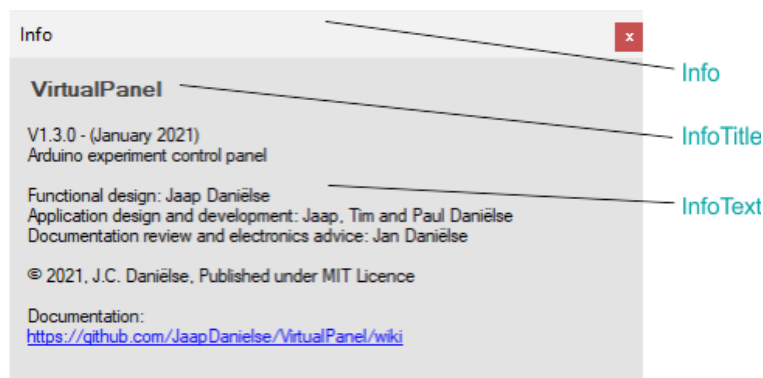 Info
x
Info
VirtualPanel
InfoTitle
V1.3.0 - (January 2021)
Arduino experiment control panel
Functional design: Jaap Daniëlse
InfoText
Application design and development: Jaap, Tim and Paul Daniëlse
Documentation review and electronics advice: Jan Daniëlse
© 2021, J.C. Daniëlse, Published under MIT Licence
Documentation:
https://github.com/JaapDanielse/VirtualPanel/wiki